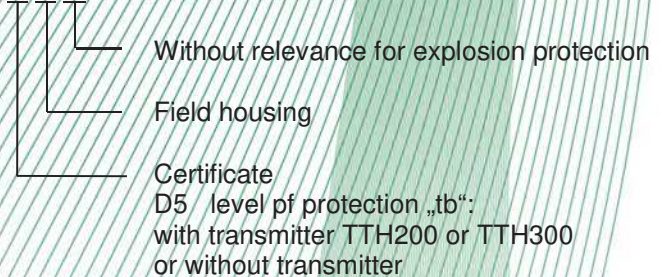 Without relevance for explosion protection
Field housing
Certificate
D5 level pf protection „tb“:
with transmitter TTH200 or TTH300
or without transmitter